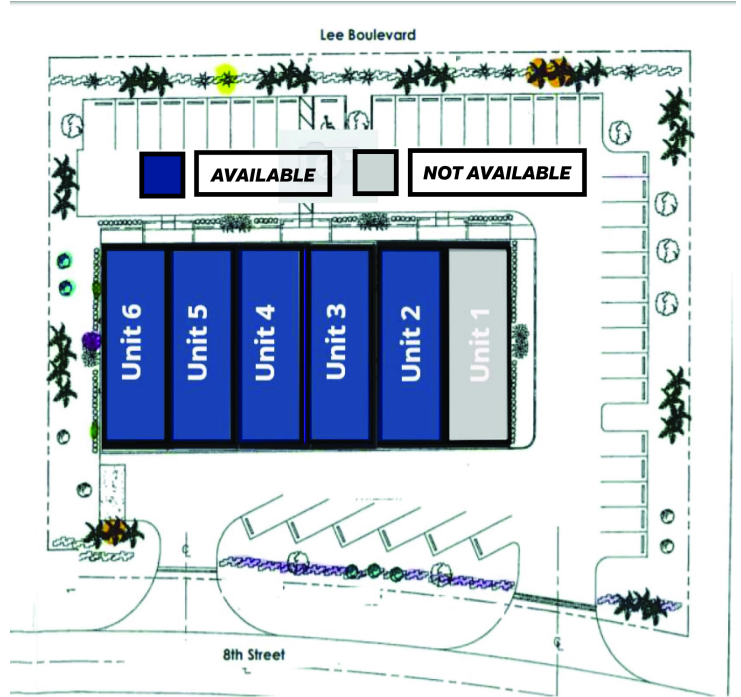 Lee Boulevard
AVAILABLE
NOT AVAILABLE
Unit 6
Unit 5
Unit 4
Unit 3
Unit 2
Unit 1
8th Street